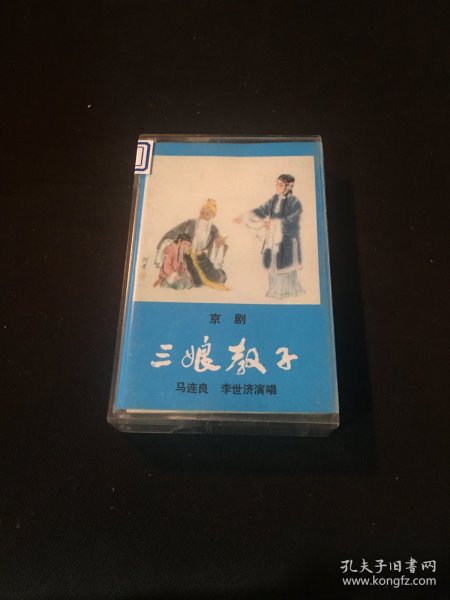 京 剧
三娘教子
马连良 李世济演唱
孔夫子旧书网
www.kongfz.com